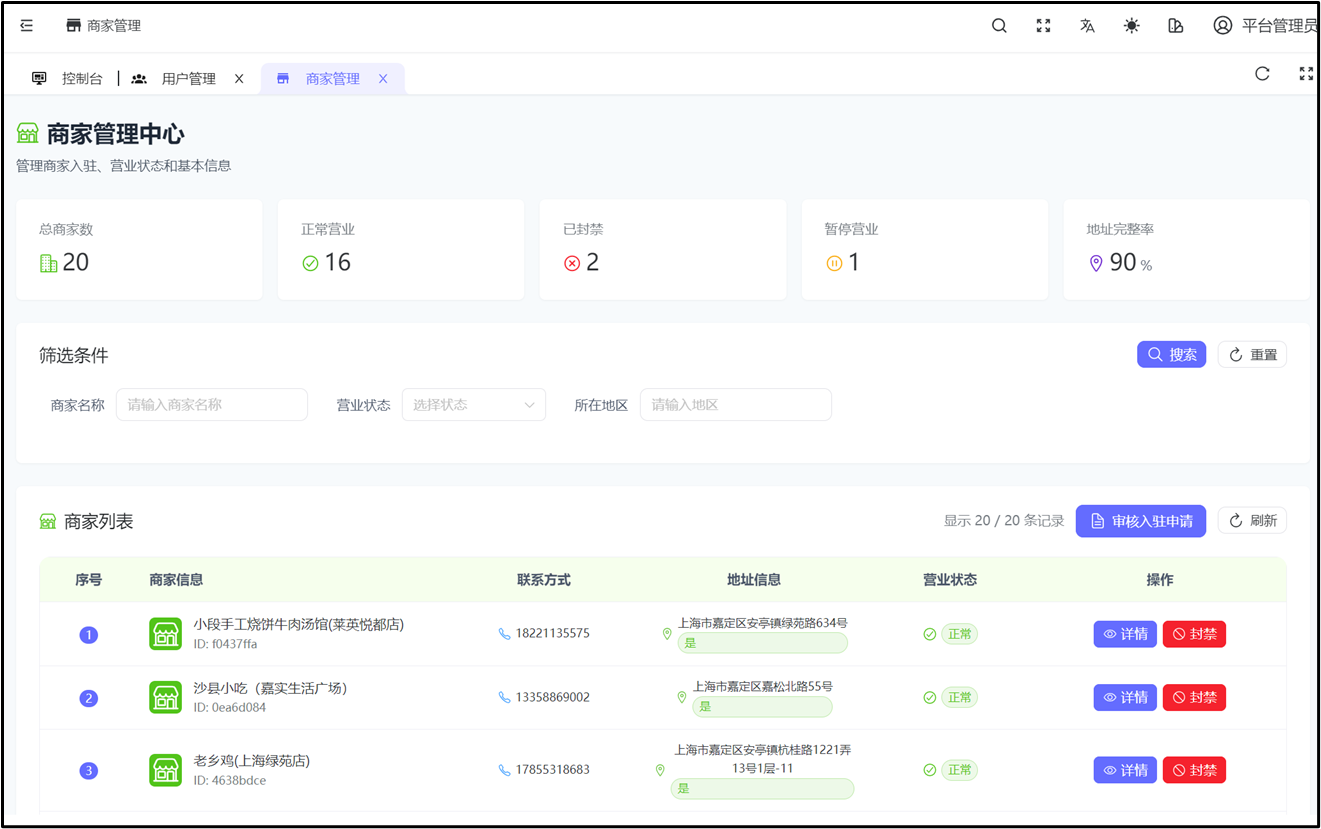 商家管理
平台管理员
控制台 用户管理 商家管理
商家管理中心
管理商家入驻、营业状态和基本信息
总商家数 正常营业 已封禁 暂停营业 地址完整率
20 16 2 1 90 %
筛选条件 搜索 重置
商家名称 请输入商家名称 营业状态 选择状态 所在地区 请输入地区
商家列表 显示 20 / 20 条记录 审核入驻申请 刷新
序号 商家信息 联系方式 地址信息 营业状态 操作
1 小段手工烧饼牛肉汤馆(莱英悦都店) 18221135575 上海市嘉定区安亭镇绿苑路634号 正常 详情 封禁
ID: f0437ffa 是
2 沙县小吃（嘉实生活广场） 13358869002 上海市嘉定区嘉松北路55号 正常 详情 封禁
ID: 0ea6d084 是
3 老乡鸡(上海绿苑店) 17855318683 上海市嘉定区安亭镇杭桂路1221弄 正常 详情 封禁
ID: 4638bdce 13号1层-11
是